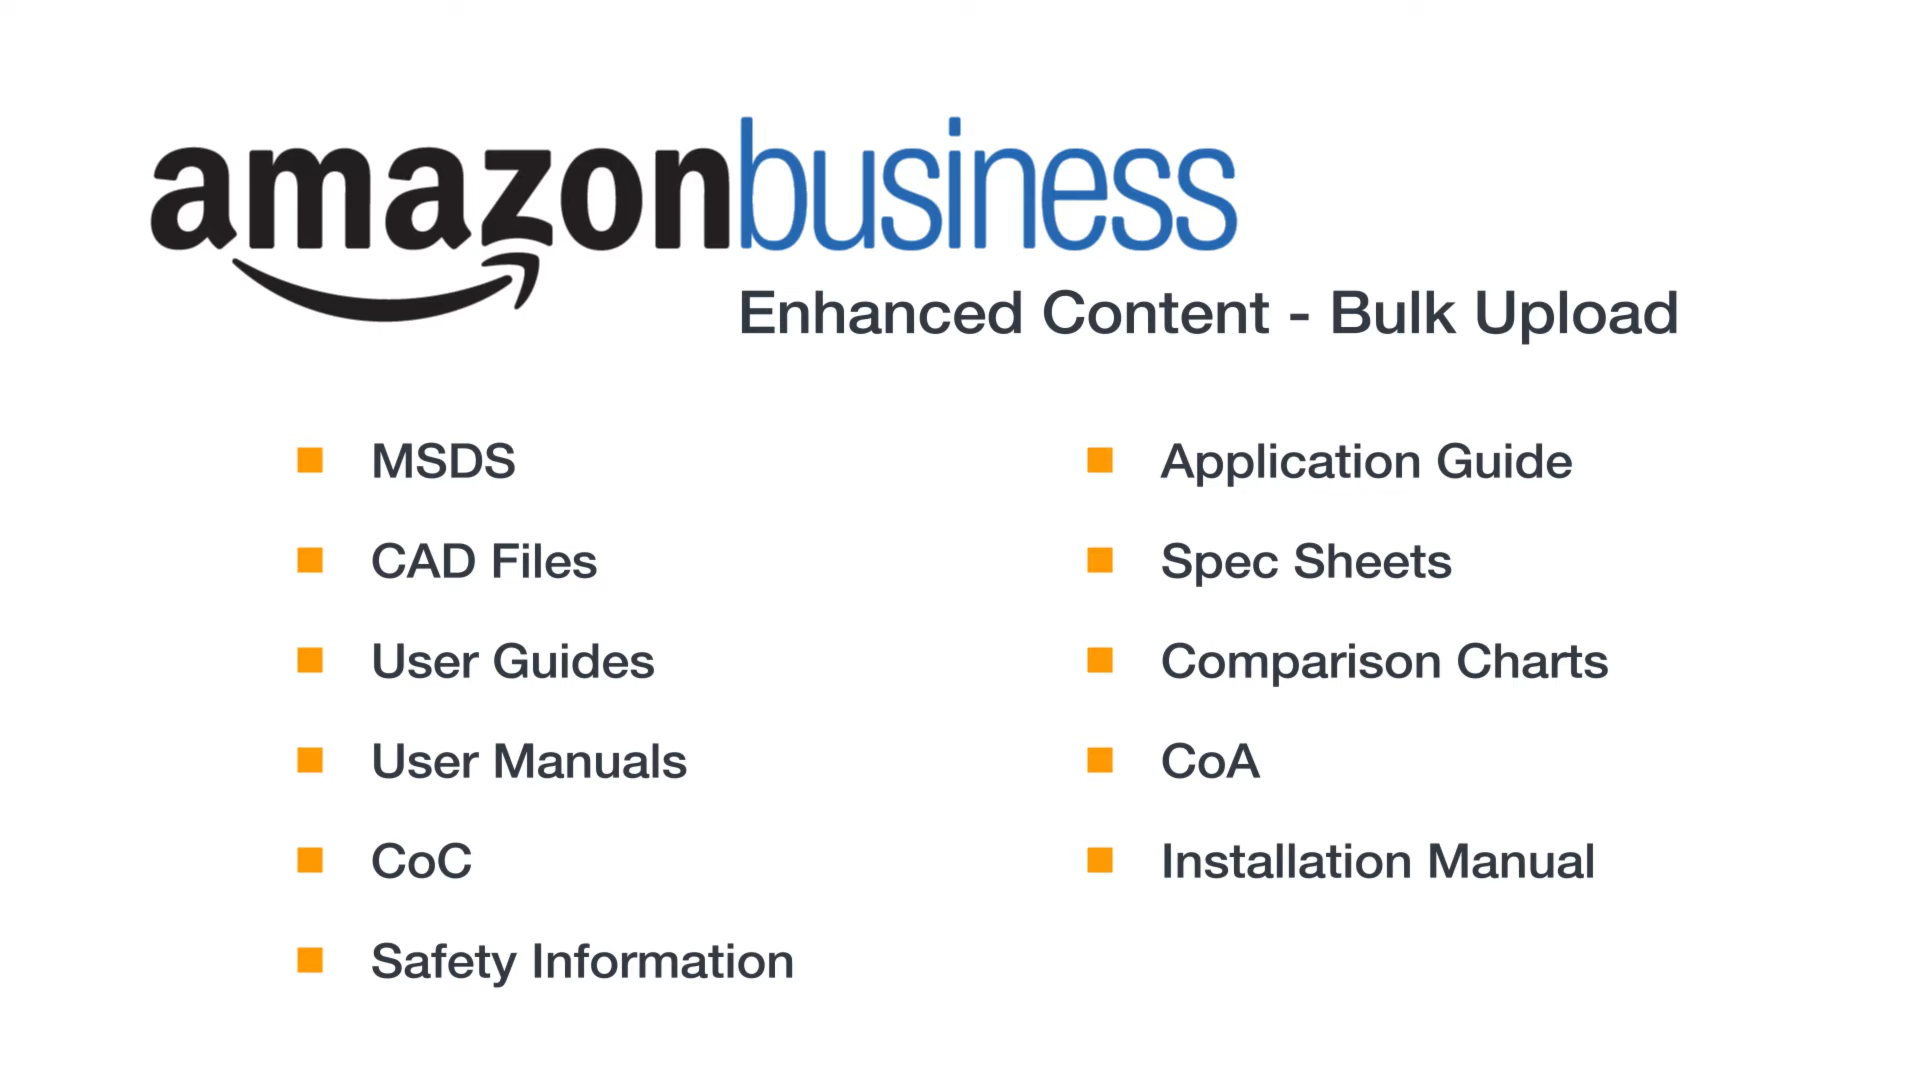 amazonbusiness
Enhanced Content - Bulk Upload
MSDS
CAD Files
User Guides
User Manuals
CoC
Safety Information
Application Guide
Spec Sheets
Comparison Charts
CoA
Installation Manual